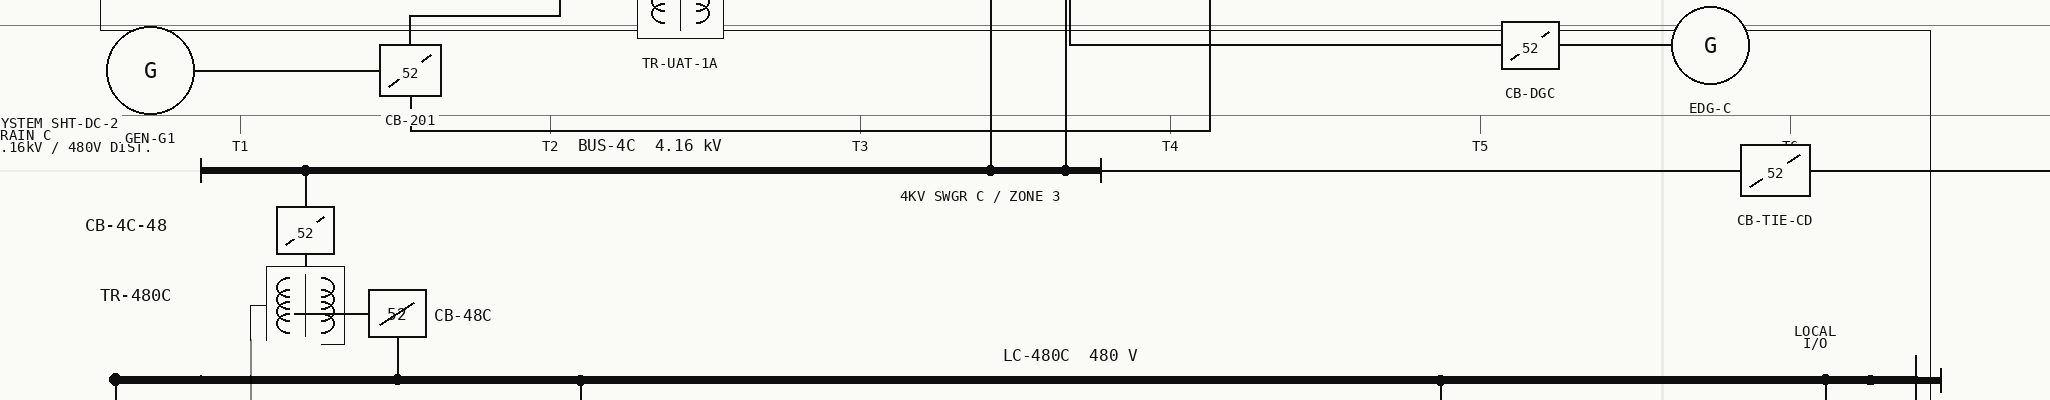 G
52
TR-UAT-1A
52
G
CB-DGC
EDG-C
CB-201
YSTEM SHT-DC-2
RAIN C
GEN-G1
.16kV / 480V DIST.
T1
T2
BUS-4C 4.16 kV
T3
T4
T5
52
4KV SWGR C / ZONE 3
CB-TIE-CD
CB-4C-48
52
TR-480C
52
CB-48C
LOCAL
I/O
LC-480C 480 V